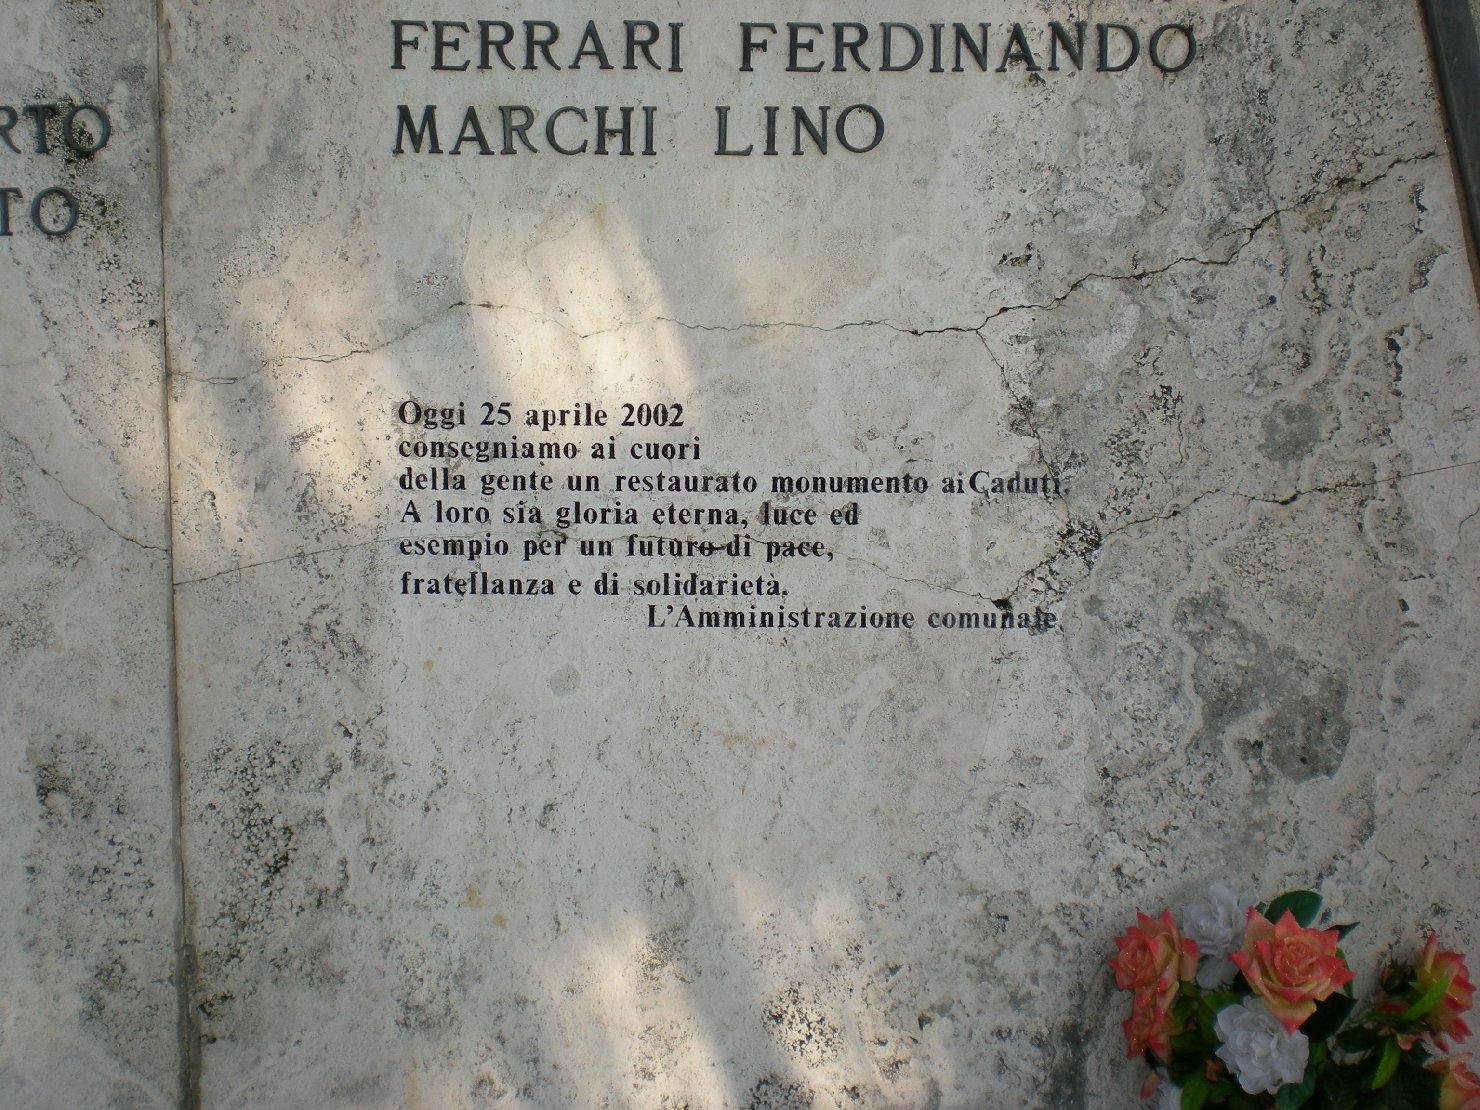 FERRARI FERDINANDO
MARCHI LINO
RTO
TO
Oggi 25 aprile 2002
consegniamo ai cuori
della gente un restaurato monumento ai Caduti.
A loro sia gloria eterna, luce ed
esempio per un futuro di pace,
fratellanza e di solidarietà.
L'Amministrazione comunale